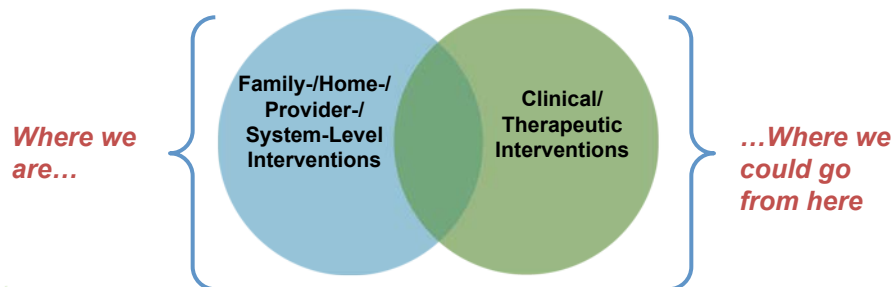 Where we
are…
Family-/Home-/
Provider-/
System-Level
Interventions
Clinical/
Therapeutic
Interventions
…Where we
could go
from here